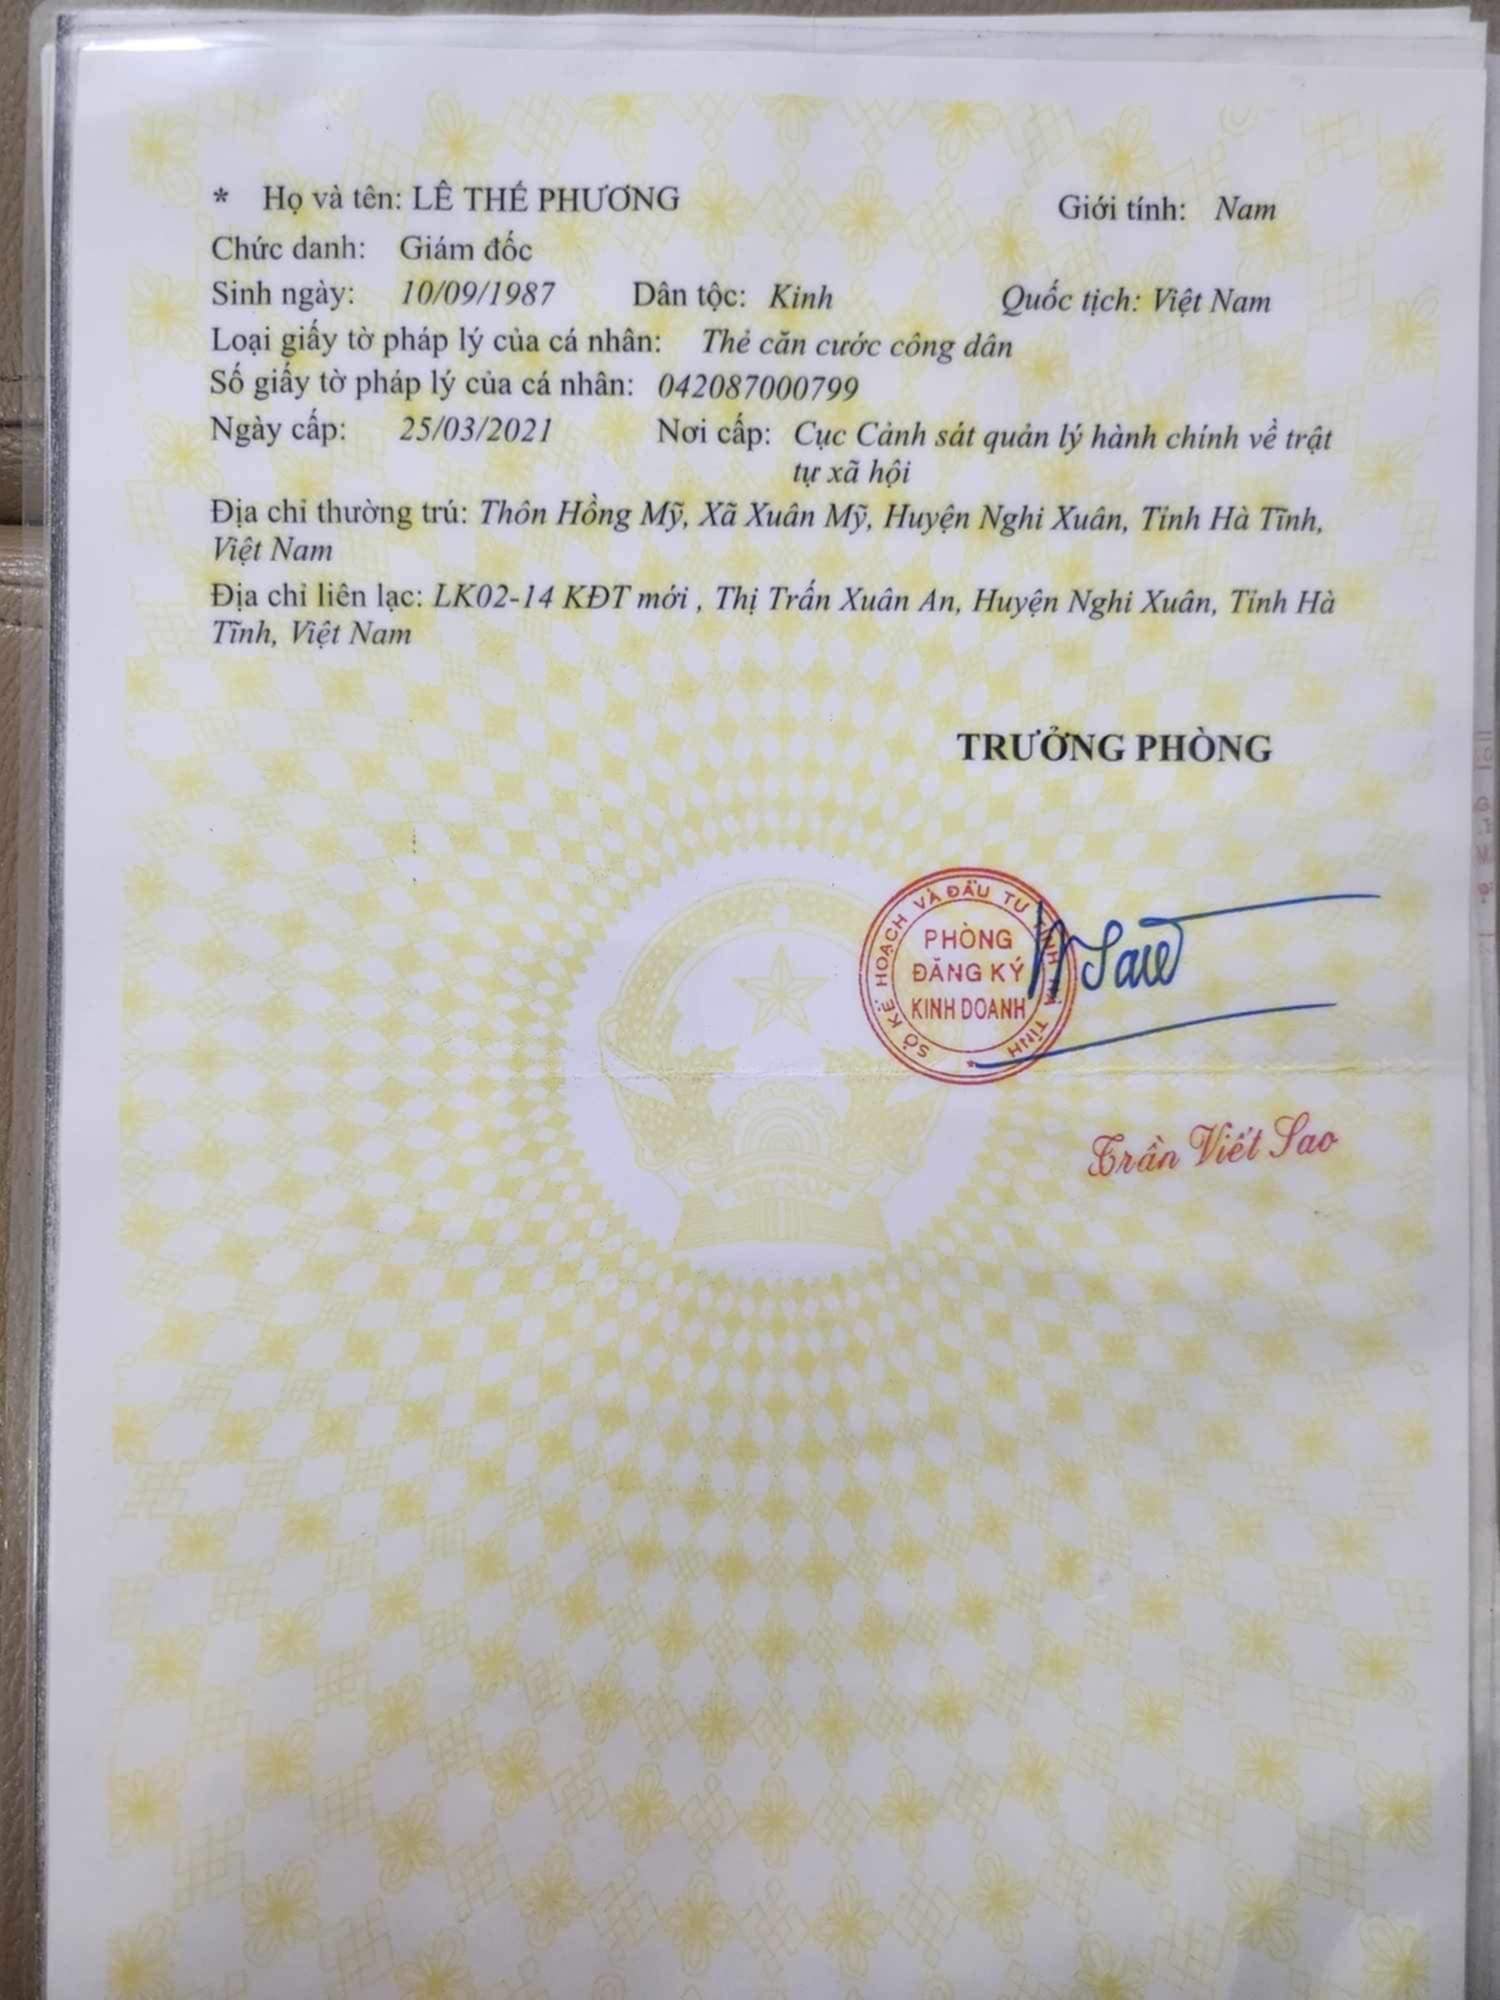 * Họ và tên: LÊ THẾ PHƯƠNG Giới tính: Nam
Chức danh: Giám đốc
Sinh ngày: 10/09/1987 Dân tộc: Kinh Quốc tịch: Việt Nam
Loại giấy tờ pháp lý của cá nhân: Thẻ căn cước công dân
Số giấy tờ pháp lý của cá nhân: 042087000799
Ngày cấp: 25/03/2021 Nơi cấp: Cục Cảnh sát quản lý hành chính về trật
tự xã hội
Địa chỉ thường trú: Thôn Hồng Mỹ, Xã Xuân Mỹ, Huyện Nghi Xuân, Tỉnh Hà Tĩnh,
Việt Nam
Địa chỉ liên lạc: LK02-14 KĐT mới , Thị Trấn Xuân An, Huyện Nghi Xuân, Tỉnh Hà
Tĩnh, Việt Nam
TRƯỞNG PHÒNG
SỞ KẾ HOẠCH VÀ ĐẦU TƯ TỈNH HÀ TĨNH
PHÒNG
ĐĂNG KÝ
KINH DOANH
Sao
Trần Viết Sao